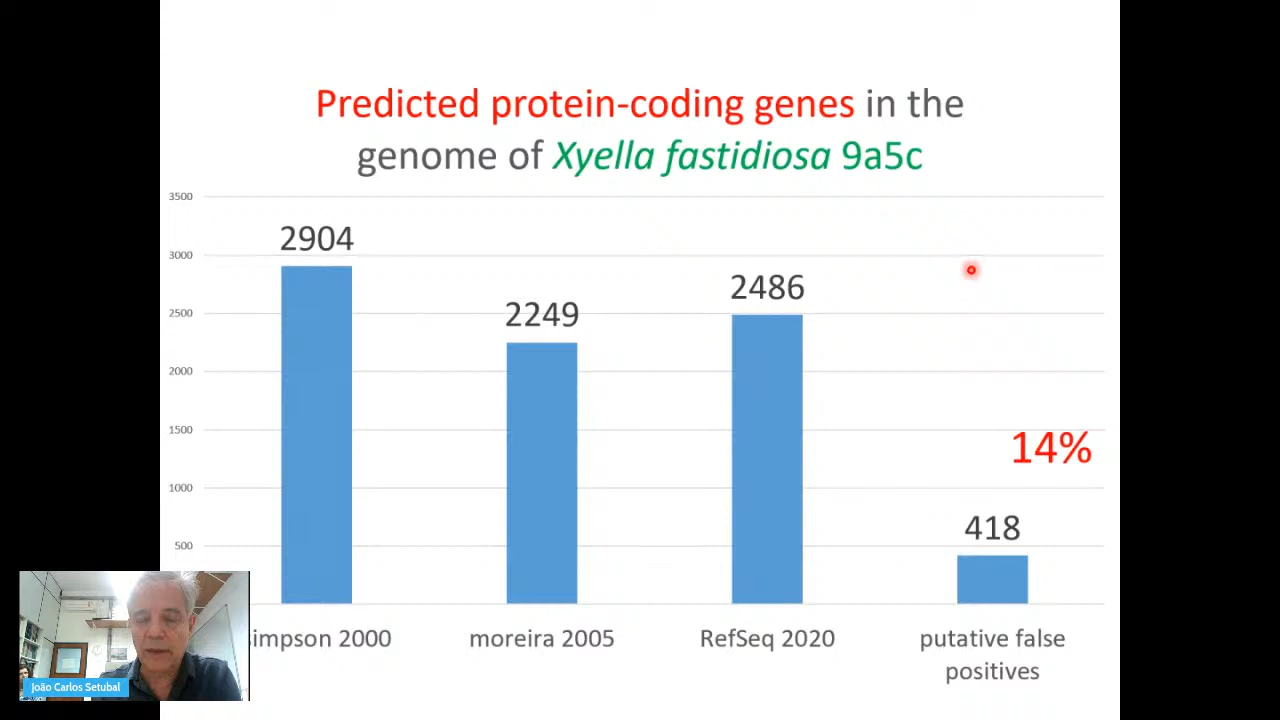 Predicted protein-coding genes in the
genome of Xyella fastidiosa 9a5c
3500
3000
2500
2000
1500
1000
500
2904
2249
2486
418
14%
impson 2000
moreira 2005
RefSeq 2020
putative false
positives
João Carlos Setubal